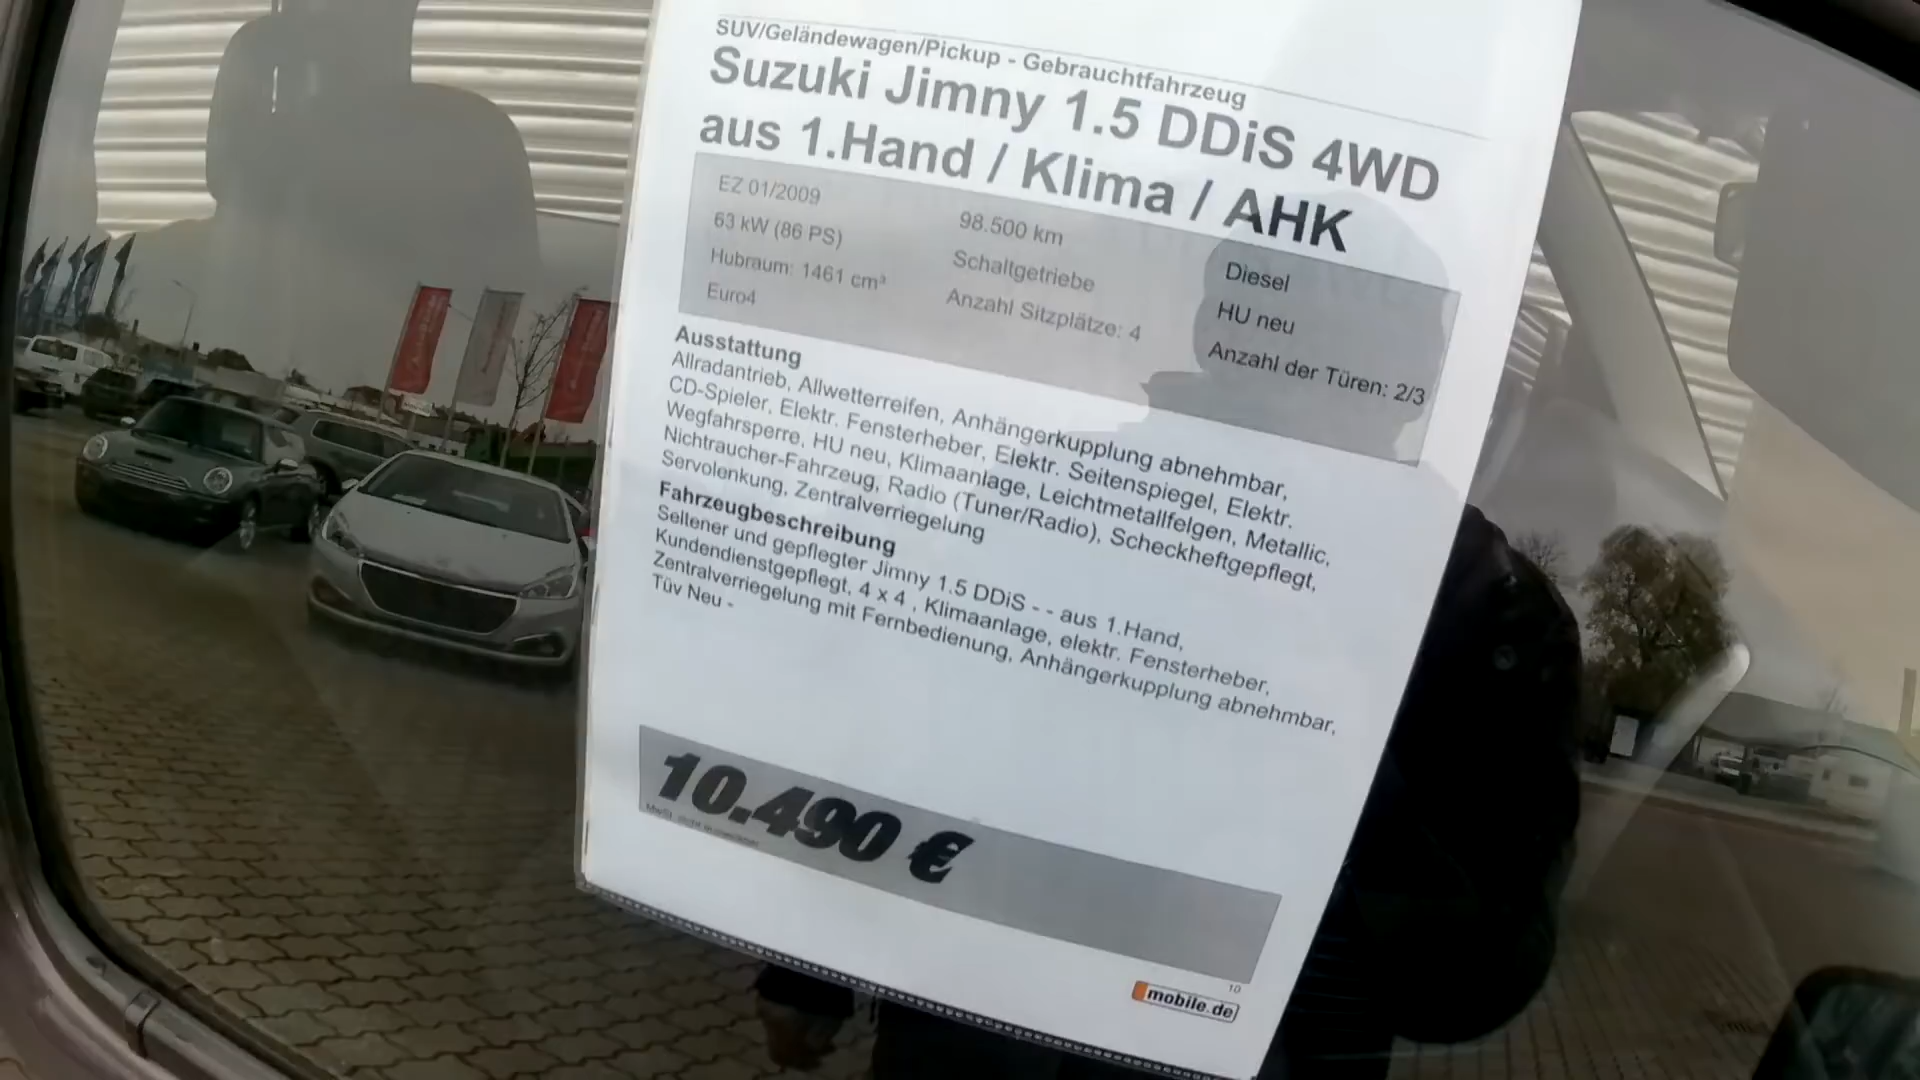 SUV/Geländewagen/Pickup - Gebrauchtfahrzeug
Suzuki Jimny 1.5 DDiS 4WD
aus 1.Hand / Klima / AHK
EZ 01/2009 98.500 km Diesel
63 kW (86 PS) Schaltgetriebe HU neu
Hubraum: 1461 cm³ Anzahl Sitzplätze: 4 Anzahl der Türen: 2/3
Euro4
Ausstattung
Allradantrieb, Allwetterreifen, Anhängerkupplung abnehmbar,
CD-Spieler, Elektr. Fensterheber, Elektr. Seitenspiegel, Elektr.
Wegfahrsperre, HU neu, Klimaanlage, Leichtmetallfelgen, Metallic,
Nichtraucher-Fahrzeug, Radio (Tuner/Radio), Scheckheftgepflegt,
Servolenkung, Zentralverriegelung
Fahrzeugbeschreibung
Sellener und gepflegter Jimny 1.5 DDiS - - aus 1.Hand,
Kundendienstgepflegt, 4 x 4 , Klimaanlage, elektr. Fensterheber,
Zentralverriegelung mit Fernbedienung, Anhängerkupplung abnehmbar,
Tüv Neu -
10.490 €
MwSt. nicht
10
mobile.de